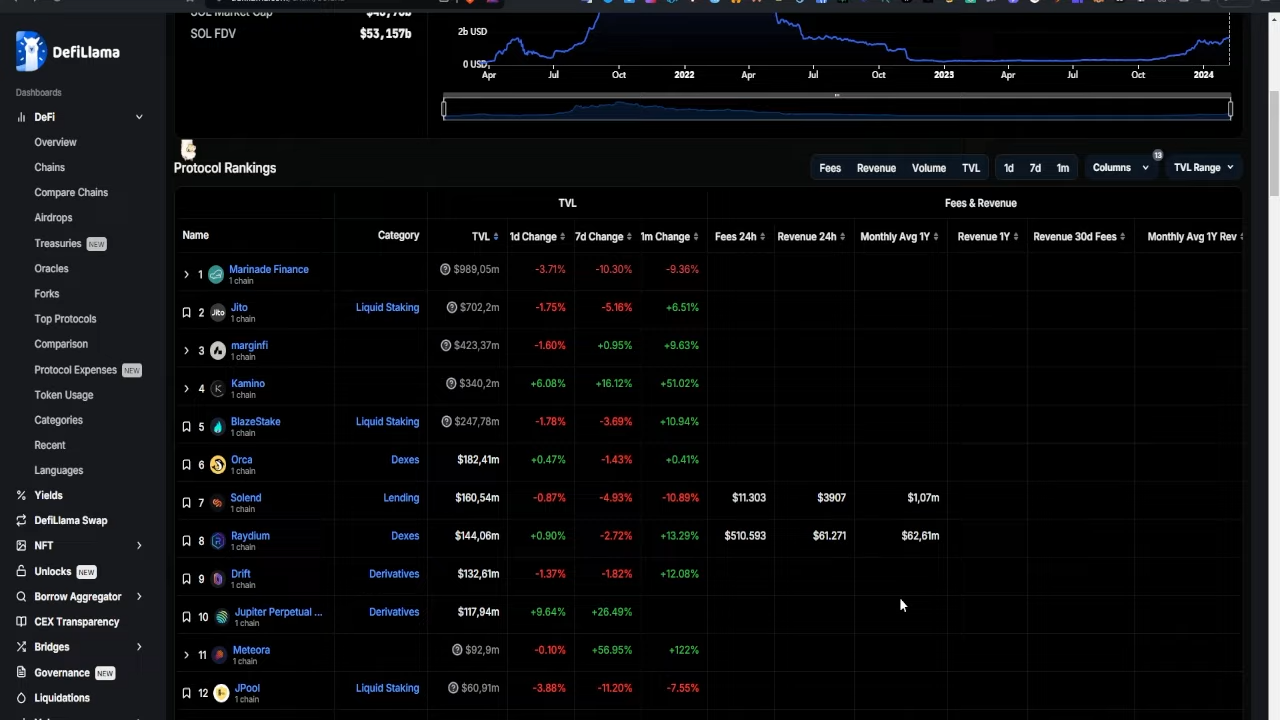 DefiLlama
Dashboards
DeFi
Overview
Chains
Compare Chains
Airdrops
Treasuries NEW
Oracles
Forks
Top Protocols
Comparison
Protocol Expenses NEW
Token Usage
Categories
Recent
Languages
Yields
DefiLlama Swap
NFT
Unlocks NEW
Borrow Aggregator
CEX Transparency
Bridges
Governance NEW
Liquidations
SOL FDV $53,157b
2b USD
0 USD
Apr Jul Oct 2022 Apr Jul Oct 2023 Apr Jul Oct 2024
Protocol Rankings
Fees Revenue Volume TVL 1d 7d 1m Columns 13 TVL Range
TVL Fees & Revenue
Name Category TVL 1d Change 7d Change 1m Change Fees 24h Revenue 24h Monthly Avg 1Y Revenue 1Y Revenue 30d Fees Monthly Avg 1Y Rev
1 Marinade Finance $989,05m -3.71% -10.30% -9.36%
1 chain
2 Jito Liquid Staking $702,2m -1.75% -5.16% +6.51%
1 chain
3 marginfi $423,37m -1.60% +0.95% +9.63%
1 chain
4 Kamino $340,2m +6.08% +16.12% +51.02%
1 chain
5 BlazeStake Liquid Staking $247,78m -1.78% -3.69% +10.94%
1 chain
6 Orca Dexes $182,41m +0.47% -1.43% +0.41%
1 chain
7 Solend Lending $160,54m -0.87% -4.93% -10.89% $11.303 $3907 $1,07m
1 chain
8 Raydium Dexes $144,06m +0.90% -2.72% +13.29% $510.593 $61.271 $62,61m
1 chain
9 Drift Derivatives $132,61m -1.37% -1.82% +12.08%
1 chain
10 Jupiter Perpetual ... Derivatives $117,94m +9.64% +26.49%
1 chain
11 Meteora $92,9m -0.10% +56.95% +122%
1 chain
12 JPool Liquid Staking $60,91m -3.88% -11.20% -7.55%
1 chain